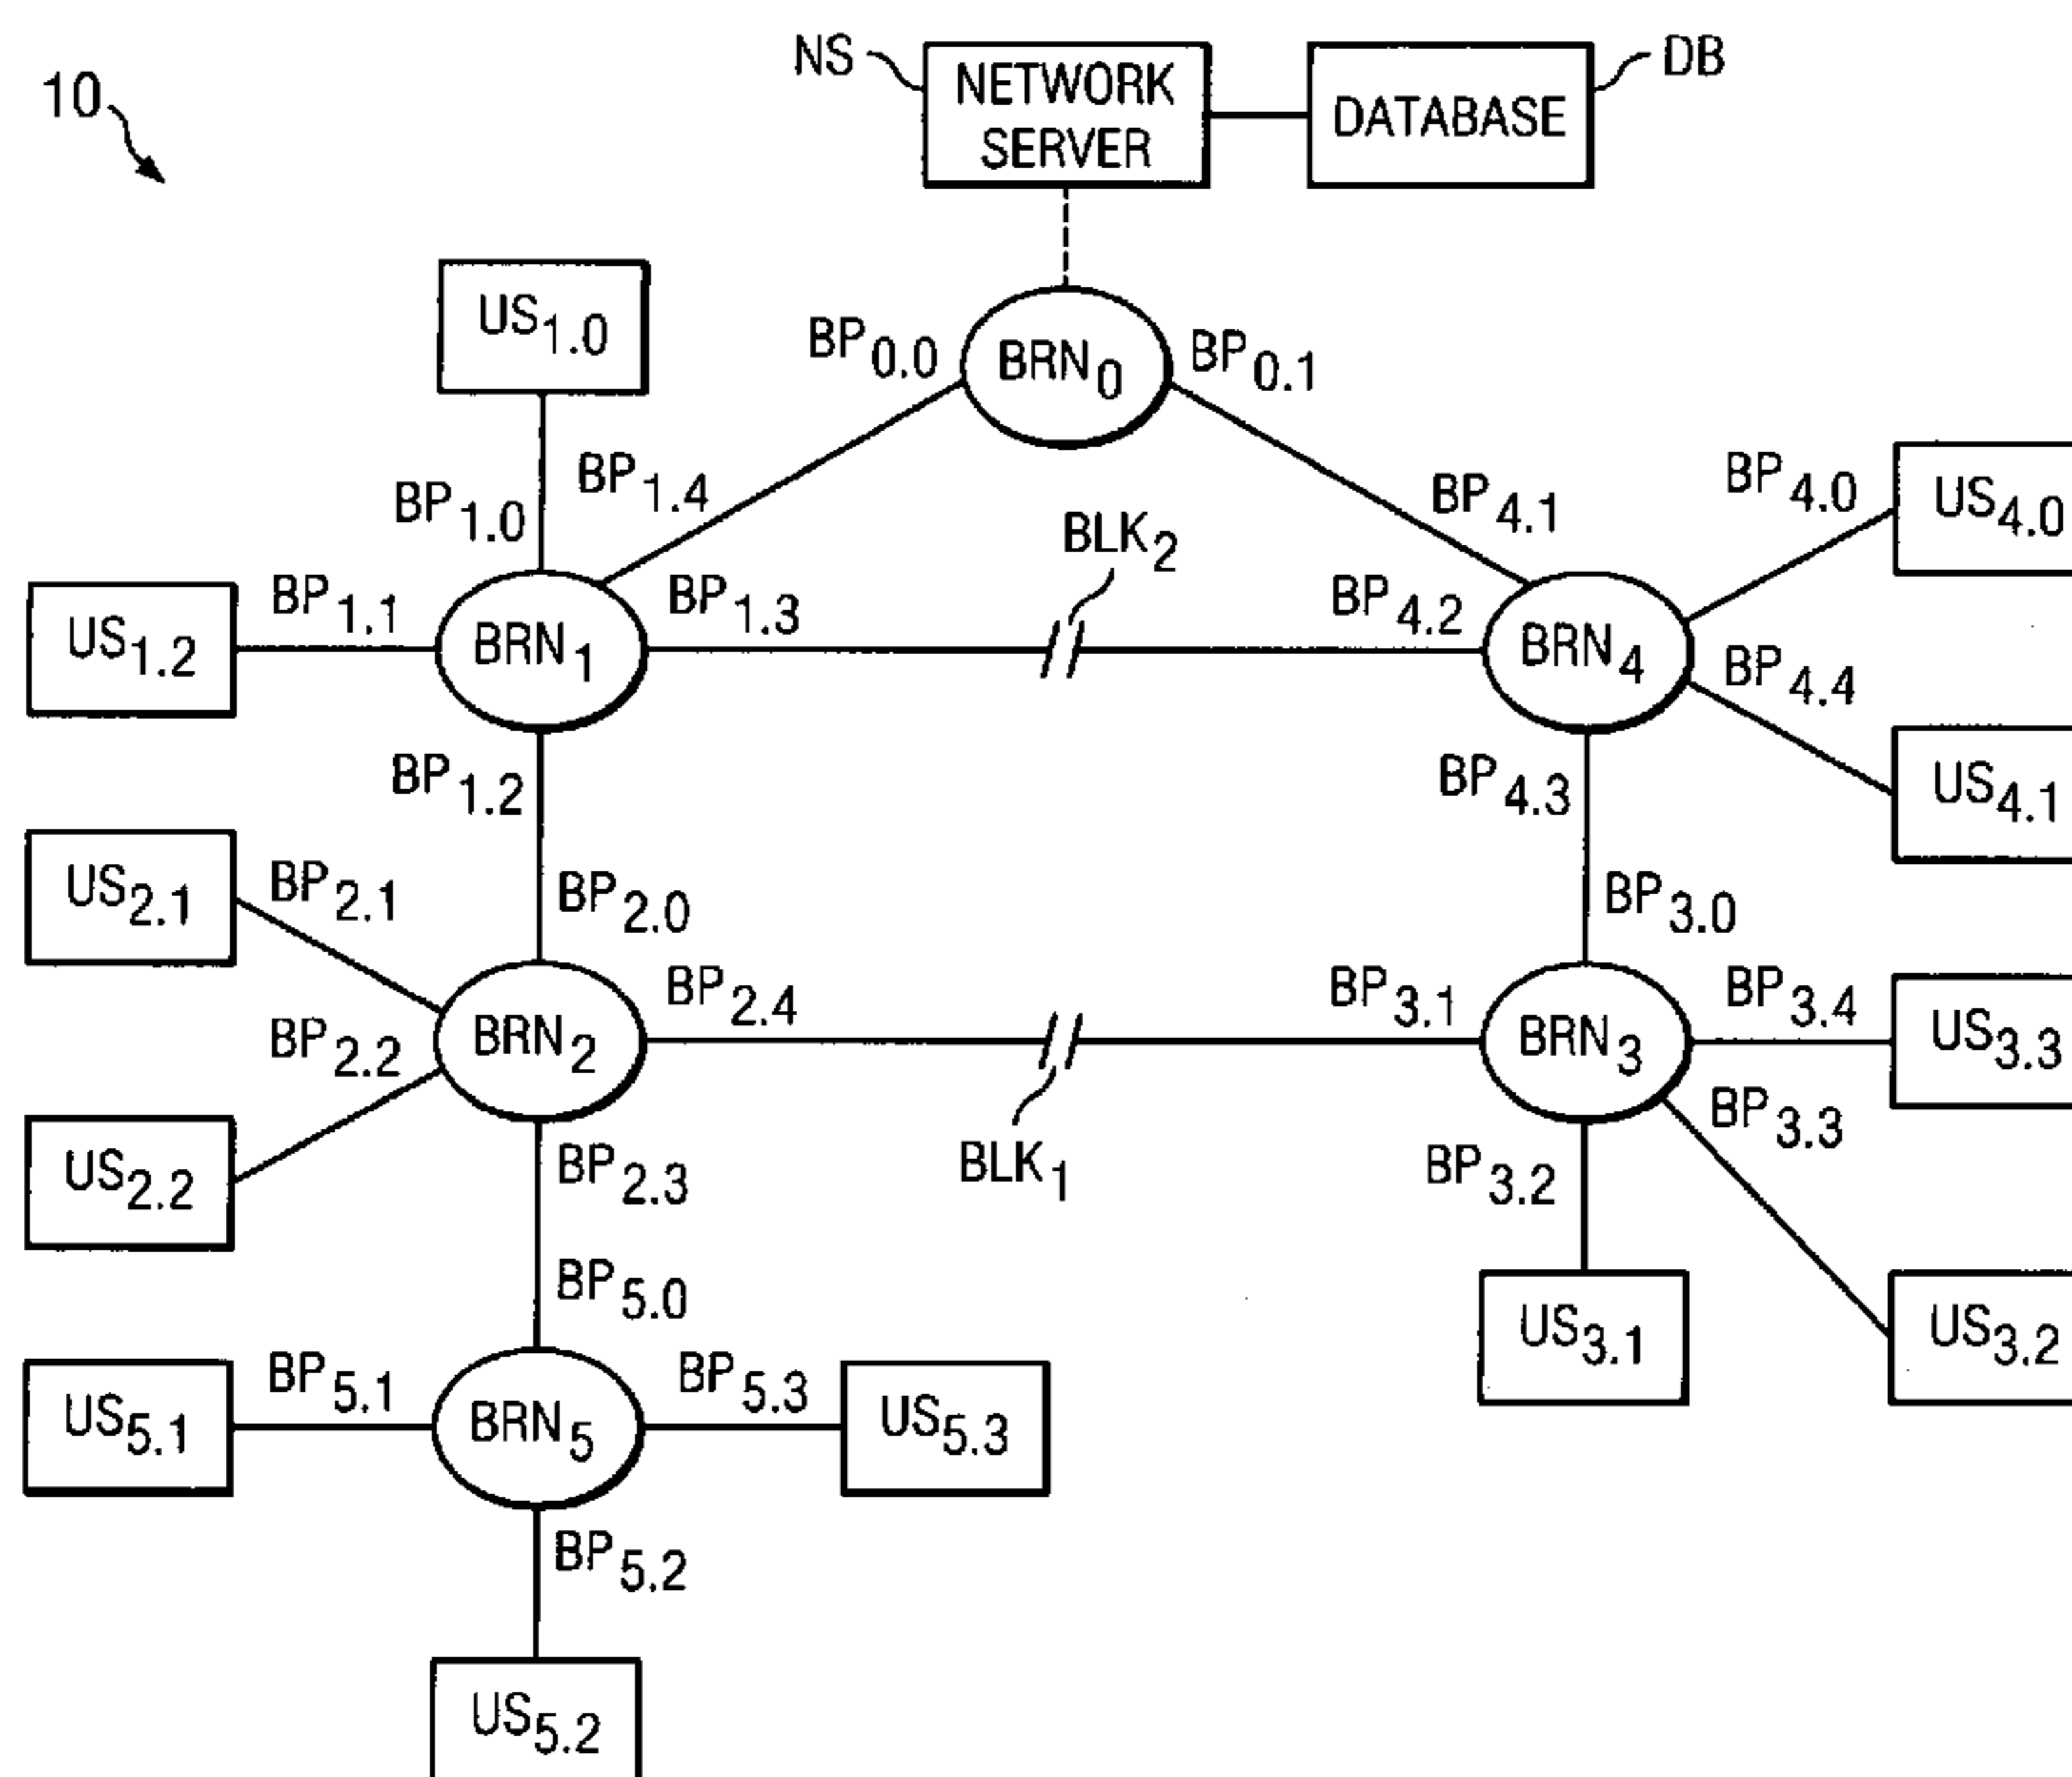 10
NS
NETWORK
SERVER
DATABASE
DB
US1.0
BP0.0
BRN0
BP0.1
BP1.0
BP1.4
BLK2
BP4.1
BP4.0
US4.0
US1.2
BP1.1
BRN1
BP1.3
BP4.2
BRN4
BP4.4
US4.1
BP1.2
BP4.3
US2.1
BP2.1
BP2.0
BP3.0
BP2.2
BRN2
BP2.4
BP3.1
BRN3
BP3.4
US3.3
US2.2
BP2.3
BLK1
BP3.2
BP3.3
BP5.0
US3.1
US3.2
US5.1
BP5.1
BRN5
BP5.3
US5.3
BP5.2
US5.2